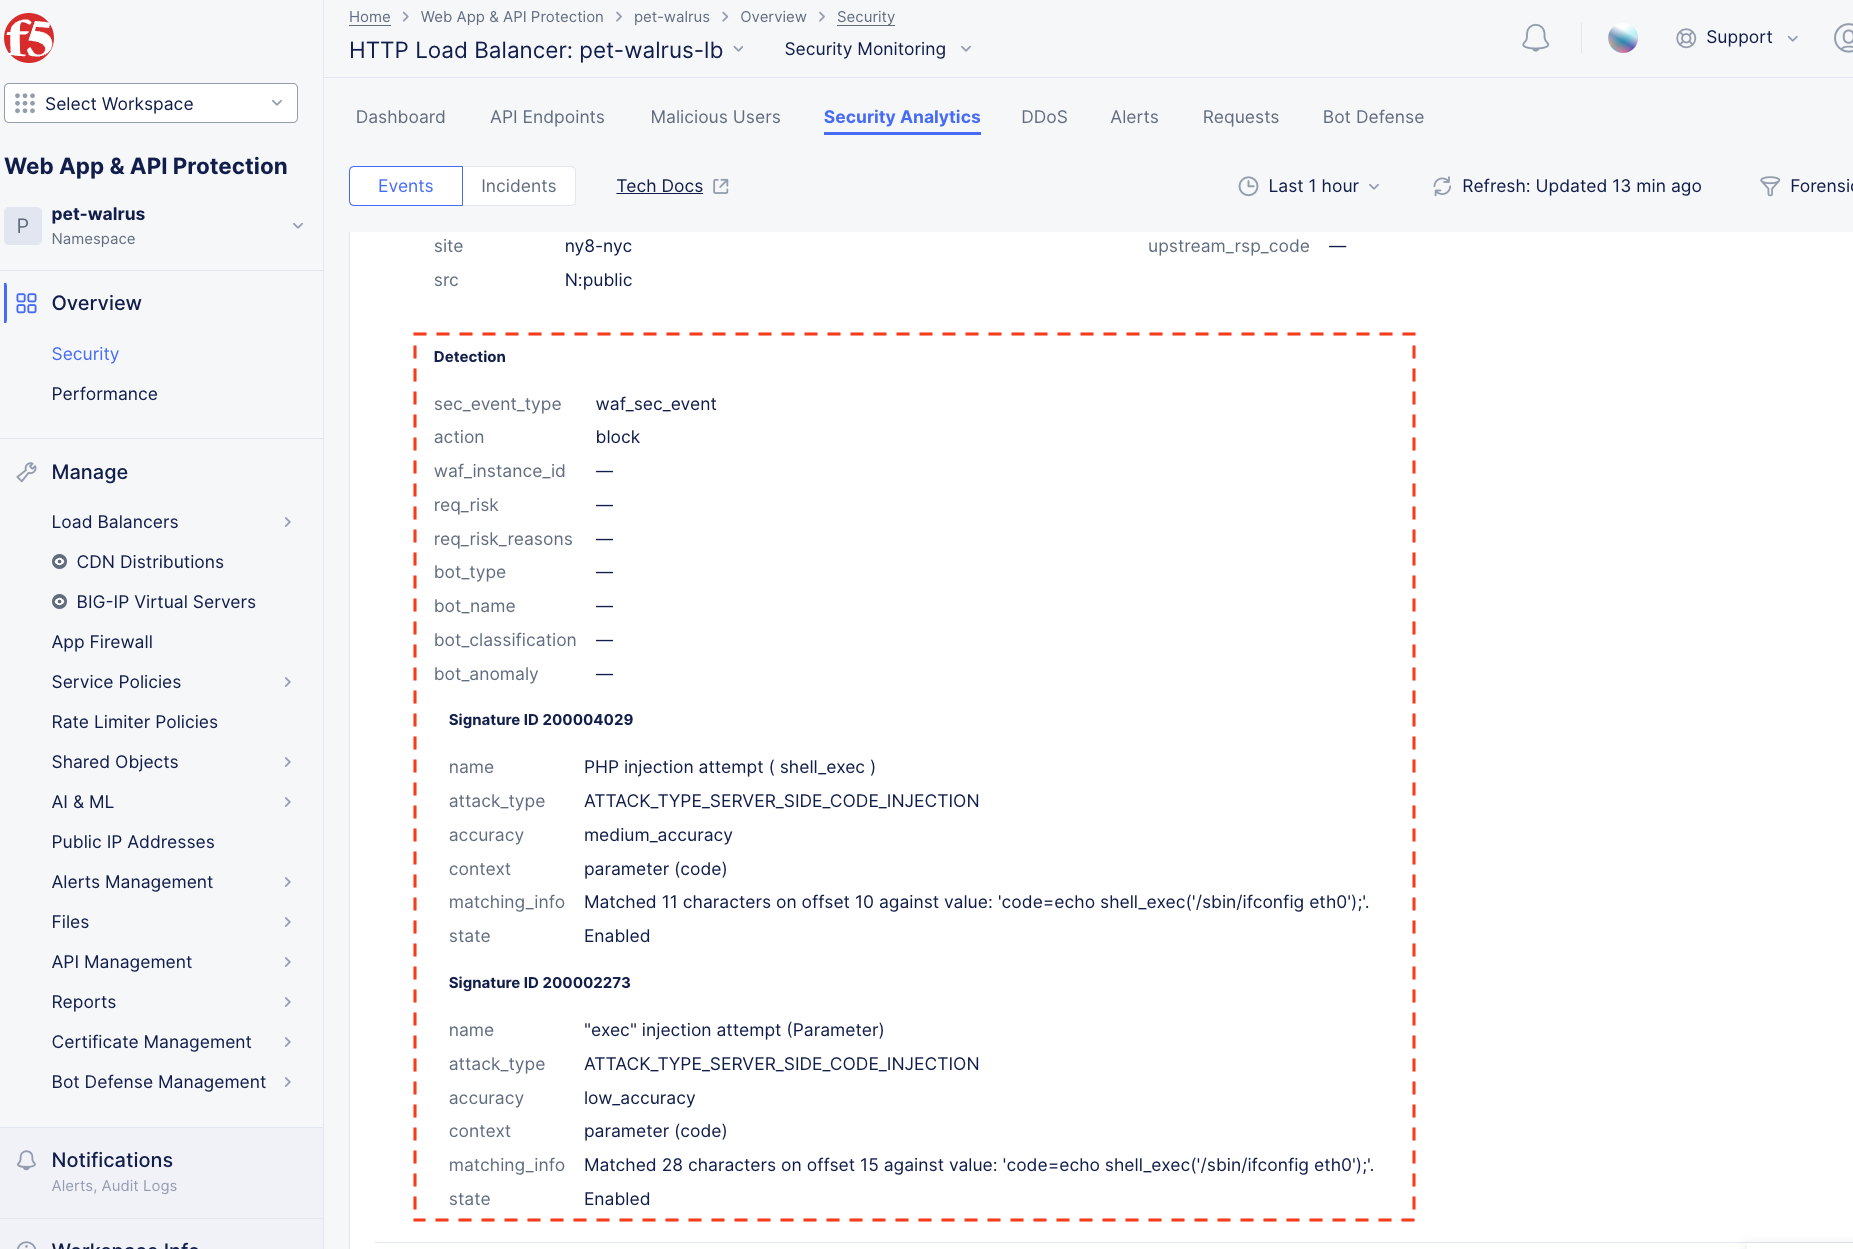 f5
Select Workspace
Web App & API Protection
P
pet-walrus
Namespace
Overview
Security
Performance
Manage
Load Balancers
CDN Distributions
BIG-IP Virtual Servers
App Firewall
Service Policies
Rate Limiter Policies
Shared Objects
AI & ML
Public IP Addresses
Alerts Management
Files
API Management
Reports
Certificate Management
Bot Defense Management
Notifications
Alerts, Audit Logs
Workspace Info
Home > Web App & API Protection > pet-walrus > Overview > Security
HTTP Load Balancer: pet-walrus-lb Security Monitoring
Support
Dashboard API Endpoints Malicious Users Security Analytics DDoS Alerts Requests Bot Defense
Events Incidents Tech Docs Last 1 hour Refresh: Updated 13 min ago Forensi
site ny8-nyc upstream_rsp_code —
src N:public
Detection
sec_event_type waf_sec_event
action block
waf_instance_id —
req_risk —
req_risk_reasons —
bot_type —
bot_name —
bot_classification —
bot_anomaly —
Signature ID 200004029
name PHP injection attempt ( shell_exec )
attack_type ATTACK_TYPE_SERVER_SIDE_CODE_INJECTION
accuracy medium_accuracy
context parameter (code)
matching_info Matched 11 characters on offset 10 against value: 'code=echo shell_exec('/sbin/ifconfig eth0');'.
state Enabled
Signature ID 200002273
name "exec" injection attempt (Parameter)
attack_type ATTACK_TYPE_SERVER_SIDE_CODE_INJECTION
accuracy low_accuracy
context parameter (code)
matching_info Matched 28 characters on offset 15 against value: 'code=echo shell_exec('/sbin/ifconfig eth0');'.
state Enabled